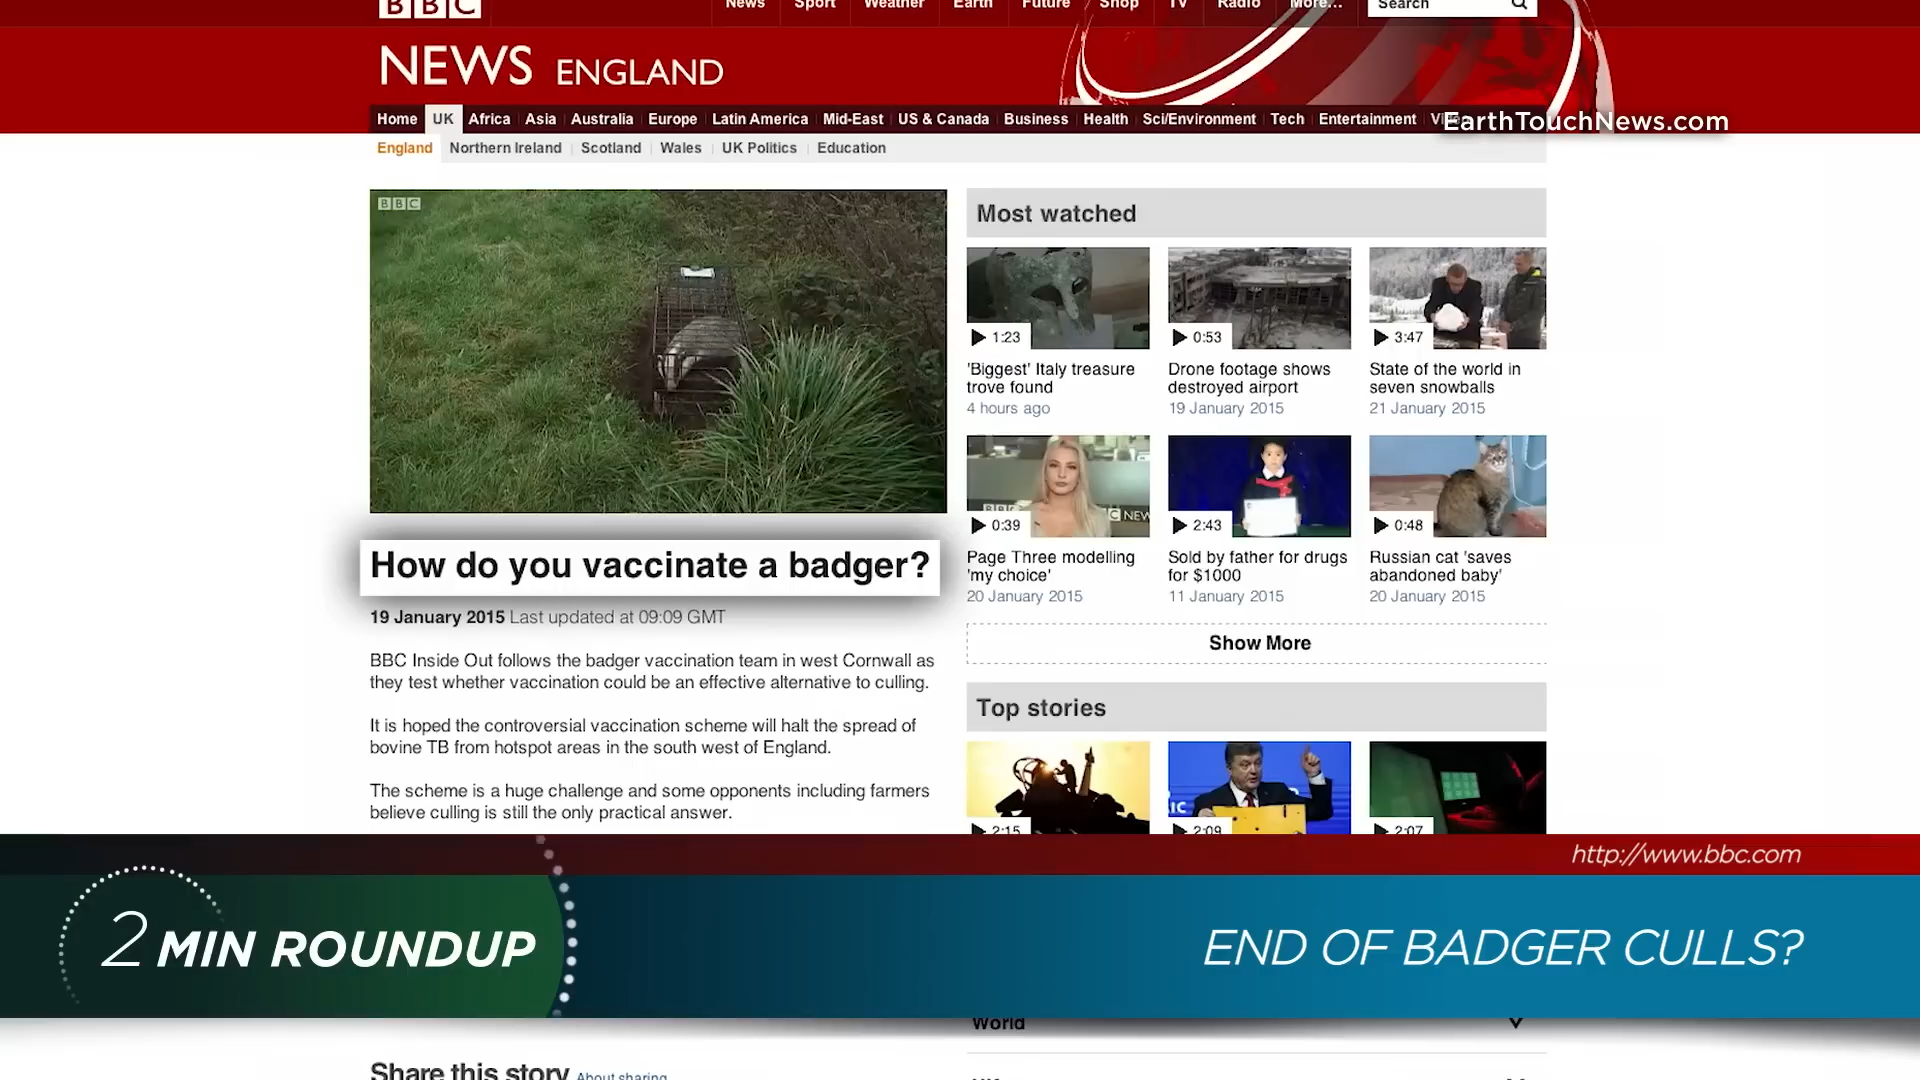 BBC
News Sport Weather Earth Future Shop TV Radio More... Search
NEWS ENGLAND
EarthTouchNews.com
Home UK Africa Asia Australia Europe Latin America Mid-East US & Canada Business Health Sci/Environment Tech Entertainment
England Northern Ireland Scotland Wales UK Politics Education
BBC
How do you vaccinate a badger?
19 January 2015 Last updated at 09:09 GMT
BBC Inside Out follows the badger vaccination team in west Cornwall as
they test whether vaccination could be an effective alternative to culling.
It is hoped the controversial vaccination scheme will halt the spread of
bovine TB from hotspot areas in the south west of England.
The scheme is a huge challenge and some opponents including farmers
believe culling is still the only practical answer.
Most watched
1:23
0:53
3:47
'Biggest' Italy treasure
trove found
4 hours ago
Drone footage shows
destroyed airport
19 January 2015
State of the world in
seven snowballs
21 January 2015
0:39
2:43
0:48
Page Three modelling
'my choice'
20 January 2015
Sold by father for drugs
for $1000
11 January 2015
Russian cat 'saves
abandoned baby'
20 January 2015
Show More
Top stories
2:15
2:09
2:07
http://www.bbc.com
2 MIN ROUNDUP
END OF BADGER CULLS?
World
Share this story About sharing